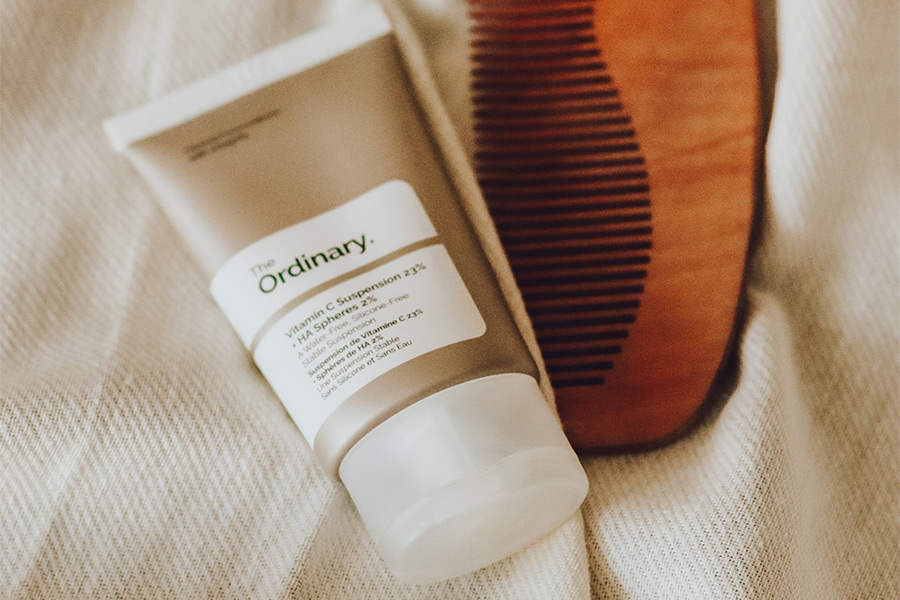 The
Ordinary.
Vitamin C Suspension 23%
+ HA Spheres 2%
A Water-Free, Silicone-Free
Stable Suspension
Suspension de Vitamine C 23%
+ Sphères de HA 2%
Une Suspension Stable
Sans Silicone et Sans Eau